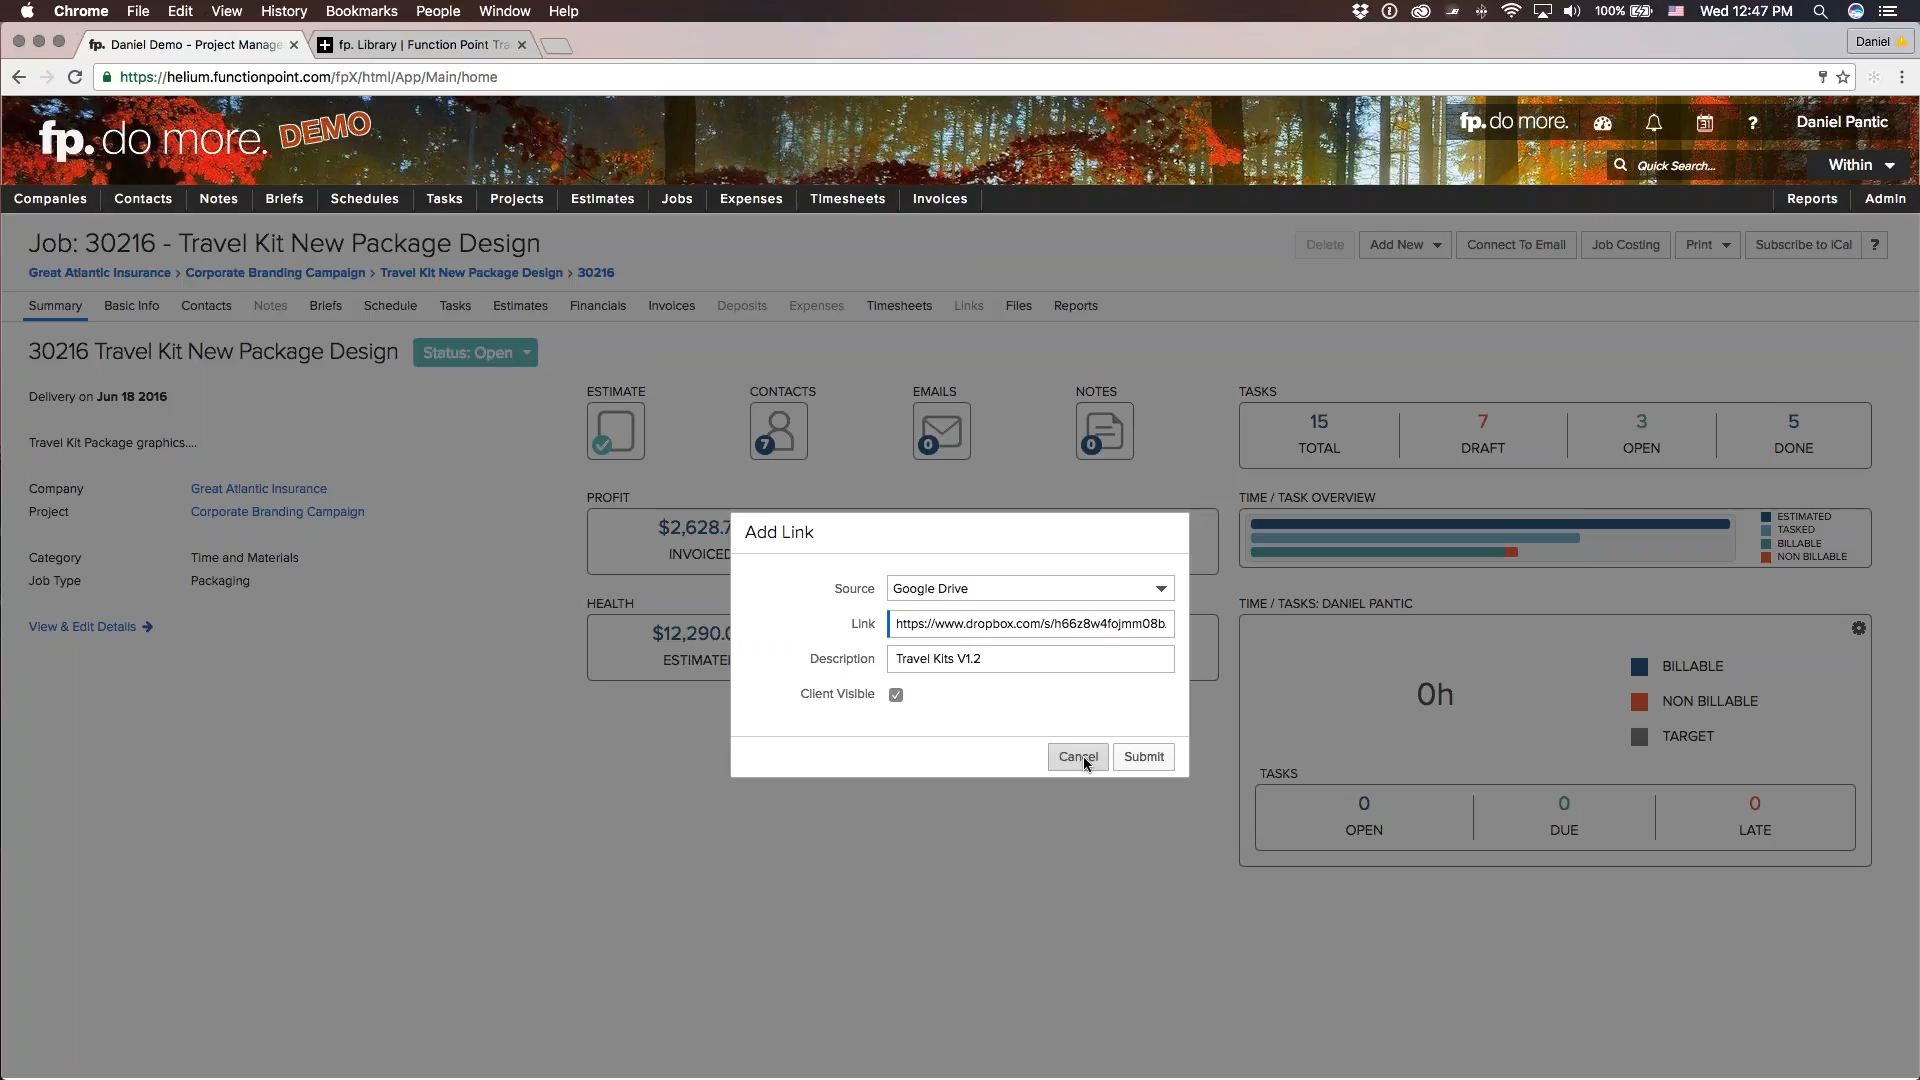 Chrome File Edit View History Bookmarks People Window Help 100% Wed 12:47 PM
fp. Daniel Demo - Project Manage fp. Library | Function Point Tra Daniel
https://helium.functionpoint.com/fpX/html/App/Main/home
fp. do more. DEMO
fp. do more. ? Daniel Pantic
Quick Search... Within
Companies Contacts Notes Briefs Schedules Tasks Projects Estimates Jobs Expenses Timesheets Invoices Reports Admin
Job: 30216 - Travel Kit New Package Design
Delete Add New Connect To Email Job Costing Print Subscribe to iCal ?
Great Atlantic Insurance > Corporate Branding Campaign > Travel Kit New Package Design > 30216
Summary Basic Info Contacts Notes Briefs Schedule Tasks Estimates Financials Invoices Deposits Expenses Timesheets Links Files Reports
30216 Travel Kit New Package Design Status: Open
Delivery on Jun 18 2016
Travel Kit Package graphics....
Company Great Atlantic Insurance
Project Corporate Branding Campaign
Category Time and Materials
Job Type Packaging
View & Edit Details
ESTIMATE CONTACTS EMAILS NOTES
7 0 0
PROFIT
$2,628.7
INVOICED
HEALTH
$12,290.0
ESTIMATE
Add Link
Source Google Drive
Link https://www.dropbox.com/s/h66z8w4fojmm08b
Description Travel Kits V1.2
Client Visible
Cancel Submit
TASKS
15 7 3 5
TOTAL DRAFT OPEN DONE
TIME / TASK OVERVIEW
ESTIMATED
TASKED
BILLABLE
NON BILLABLE
TIME / TASKS: DANIEL PANTIC
0h
BILLABLE
NON BILLABLE
TARGET
TASKS
0 0 0
OPEN DUE LATE